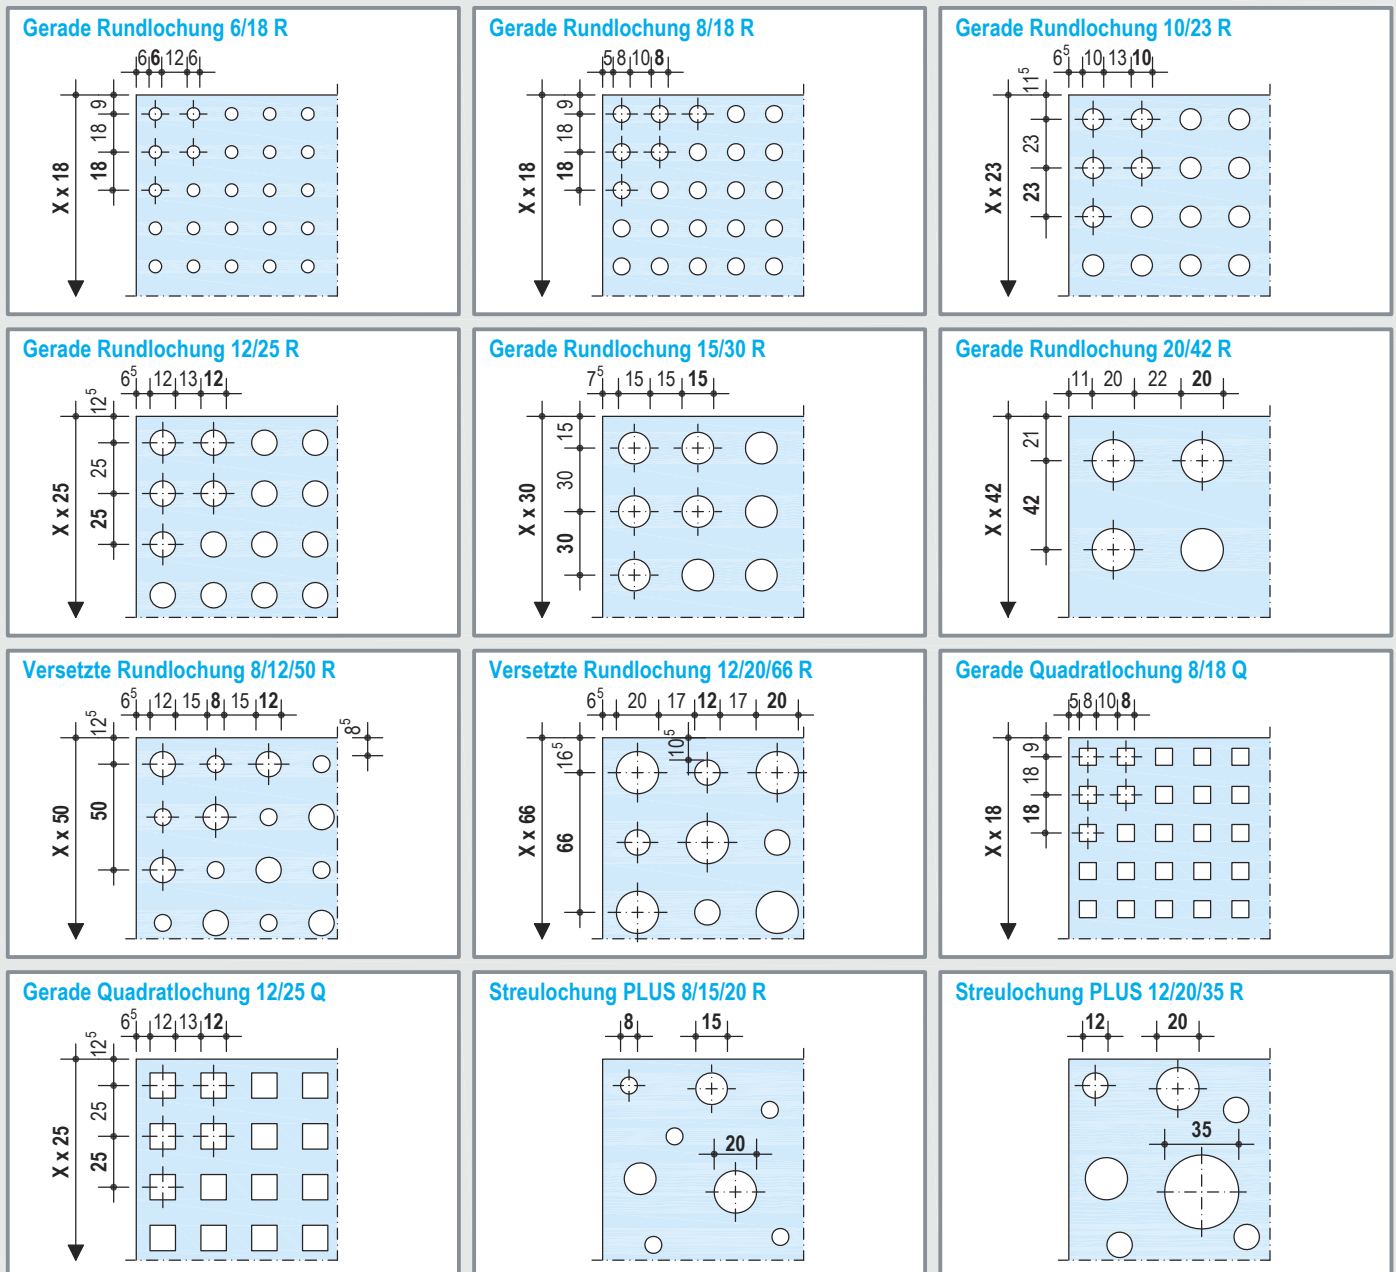 Gerade Rundlochung 6/18 R
6 6 12 6
9
18
18
X x 18
Gerade Rundlochung 8/18 R
5 8 10 8
9
18
18
X x 18
Gerade Rundlochung 10/23 R
6⁵ 10 13 10
11⁵
23
23
X x 23
Gerade Rundlochung 12/25 R
6⁵ 12 13 12
12⁵
25
25
X x 25
Gerade Rundlochung 15/30 R
7⁵ 15 15 15
15
30
30
X x 30
Gerade Rundlochung 20/42 R
11 20 22 20
21
42
X x 42
Versetzte Rundlochung 8/12/50 R
6⁵ 12 15 8 15 12
12⁵
8⁵
50
X x 50
Versetzte Rundlochung 12/20/66 R
6⁵ 20 17 12 17 20
16⁵
10⁵
66
X x 66
Gerade Quadratlochung 8/18 Q
5 8 10 8
9
18
18
X x 18
Gerade Quadratlochung 12/25 Q
6⁵ 12 13 12
12⁵
25
25
X x 25
Streulochung PLUS 8/15/20 R
8 15
20
Streulochung PLUS 12/20/35 R
12 20
35